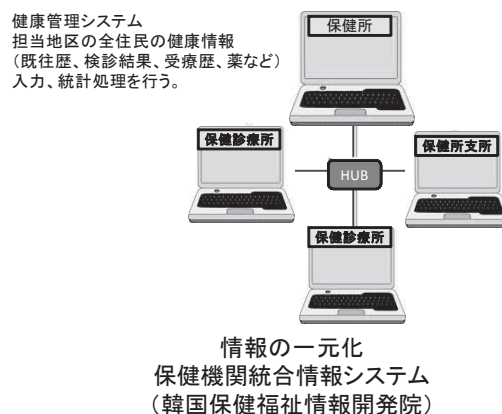 健康管理システム
担当地区の全住民の健康情報
（既往歴、検診結果、受療歴、薬など）
入力、統計処理を行う。
保健所
保健診療所
保健所支所
HUB
保健診療所
情報の一元化
保健機関統合情報システム
（韓国保健福祉情報開発院）